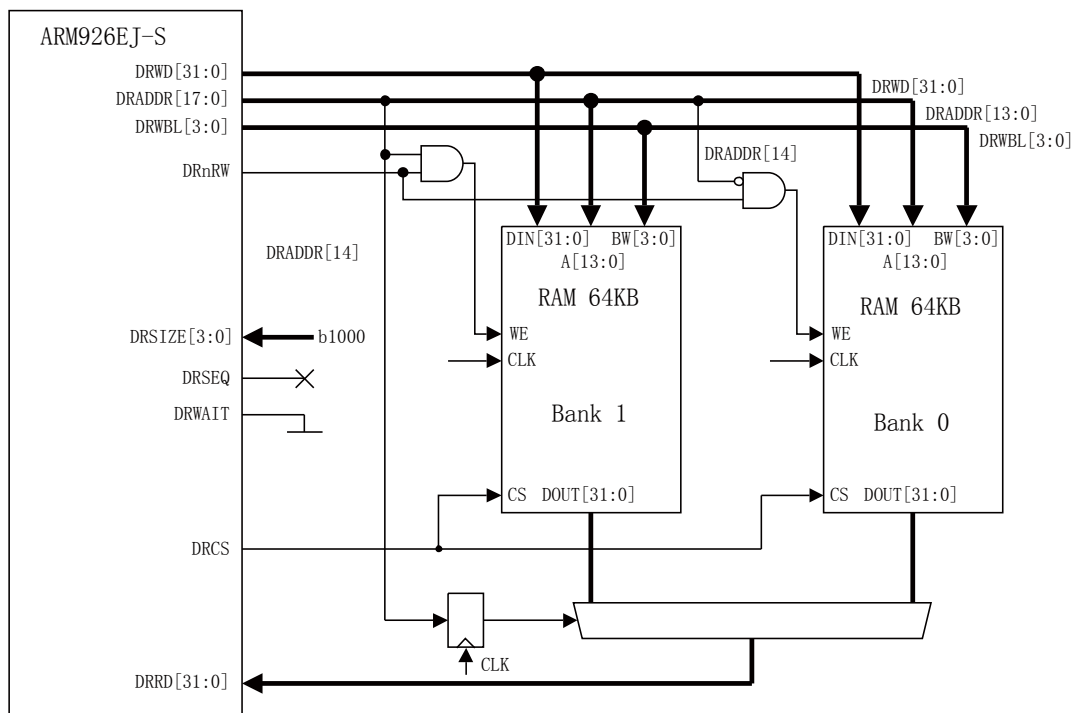 ARM926EJ-S
DRWD[31:0]
DRADDR[17:0]
DRWBL[3:0]
DRnRW
DRWD[31:0]
DRADDR[13:0]
DRWBL[3:0]
DRADDR[14]
DRADDR[14]
DIN[31:0] BW[3:0]
A[13:0]
RAM 64KB
WE
CLK
Bank 1
CS DOUT[31:0]
DIN[31:0] BW[3:0]
A[13:0]
RAM 64KB
WE
CLK
Bank 0
CS DOUT[31:0]
DRSIZE[3:0]
b1000
DRSEQ
DRWAIT
DRCS
CLK
DRRD[31:0]